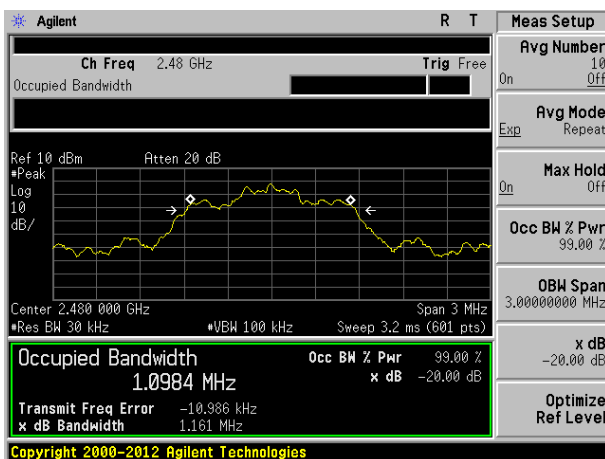 Agilent R T
Ch Freq 2.48 GHz Trig Free
Occupied Bandwidth
Ref 10 dBm Atten 20 dB
#Peak
Log
10
dB/
Center 2.480 000 GHz Span 3 MHz
#Res BW 30 kHz #VBW 100 kHz Sweep 3.2 ms (601 pts)
Occupied Bandwidth Occ BW % Pwr 99.00 %
1.0984 MHz x dB -20.00 dB
Transmit Freq Error -10.986 kHz
x dB Bandwidth 1.161 MHz
Copyright 2000-2012 Agilent Technologies
Meas Setup
Avg Number
10
On Off
Avg Mode
Exp Repeat
Max Hold
On Off
Occ BW % Pwr
99.00 %
OBW Span
3.00000000 MHz
x dB
-20.00 dB
Optimize
Ref Level